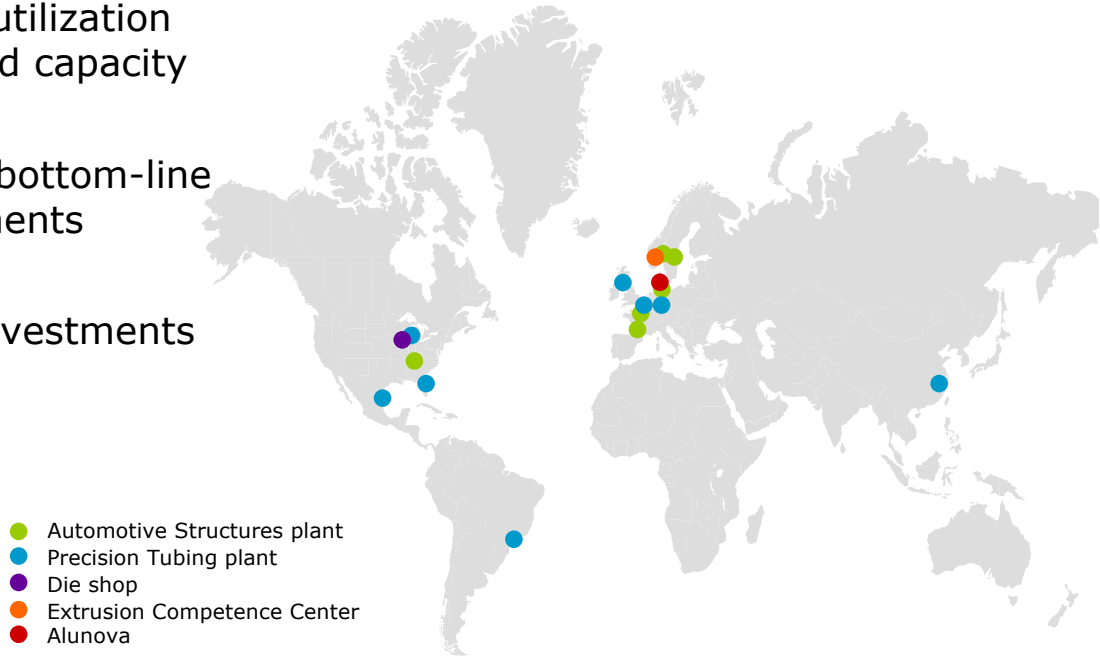 utilization
d capacity
bottom-line
nents
vestments
Automotive Structures plant
Precision Tubing plant
Die shop
Extrusion Competence Center
Alunova